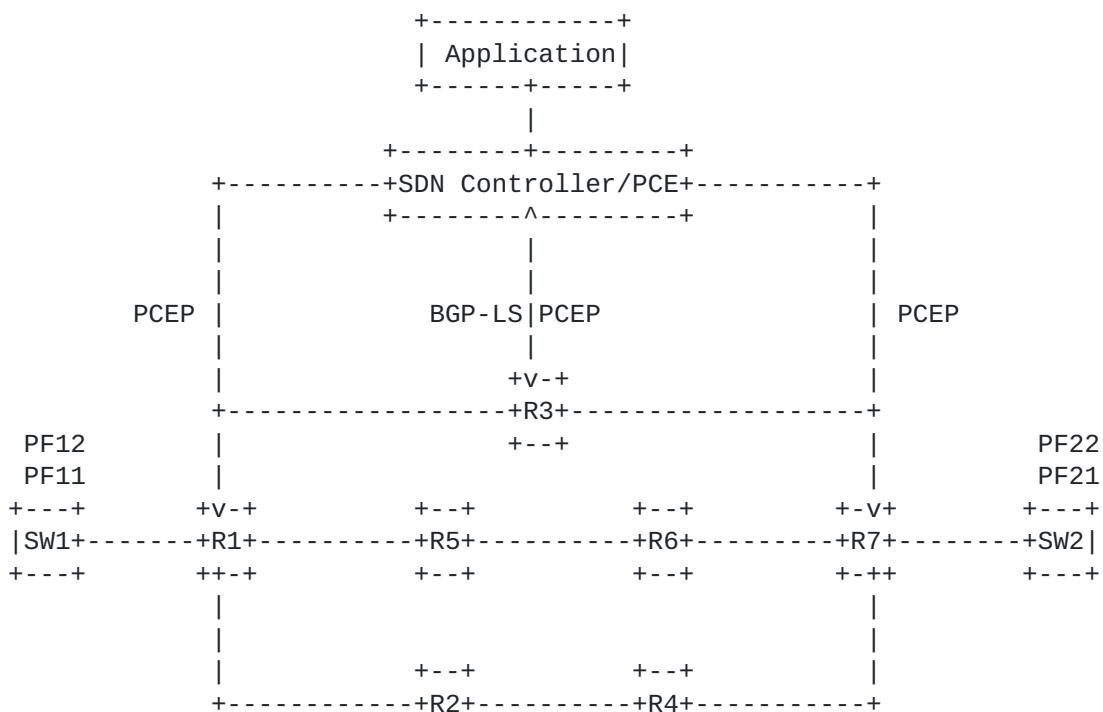 +-------------+
| Application|
+------+-----+
|
+--------+---------+
+----------+SDN Controller/PCE+-----------+
| +--------^---------+ |
| | |
| | |
| | |
PCEP | BGP-LS|PCEP | PCEP
| | |
| +v-+ |
+------------------+R3+-------------------+
PF12 | +--+ | PF22
PF11 | | PF21
+---+ +v-+ +--+ +--+ +-v+ +---+
|SW1+-------+R1+----------+R5+----------+R6+---------+R7+--------+SW2|
+---+ ++-+ +--+ +--+ +-++ +---+
| |
| |
| +--+ +--+ |
+------------+R2+----------+R4+-----------+